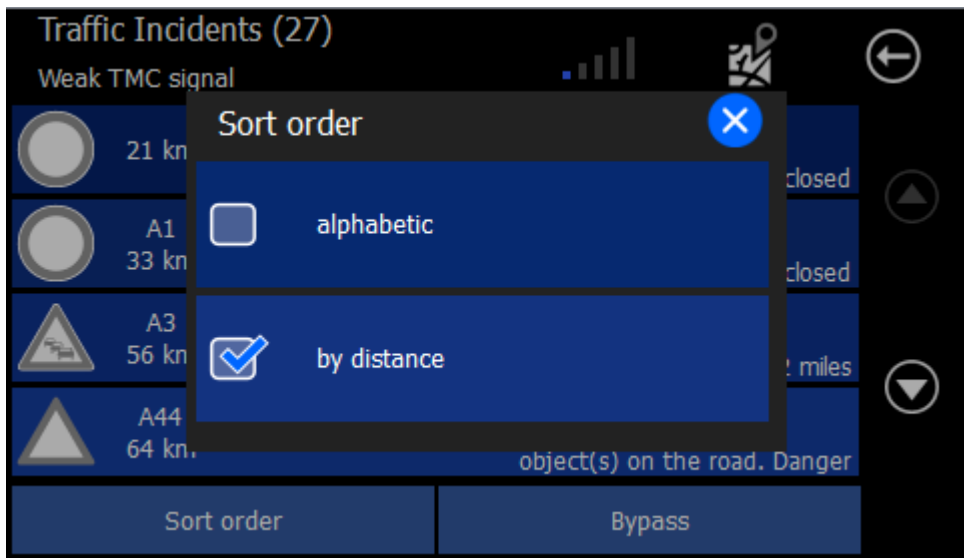 Traffic Incidents (27)
Weak TMC signal
Sort order
alphabetic
by distance
21 km
closed
A1
33 km
closed
A3
56 km
2 miles
A44
64 km
object(s) on the road. Danger
Sort order
Bypass